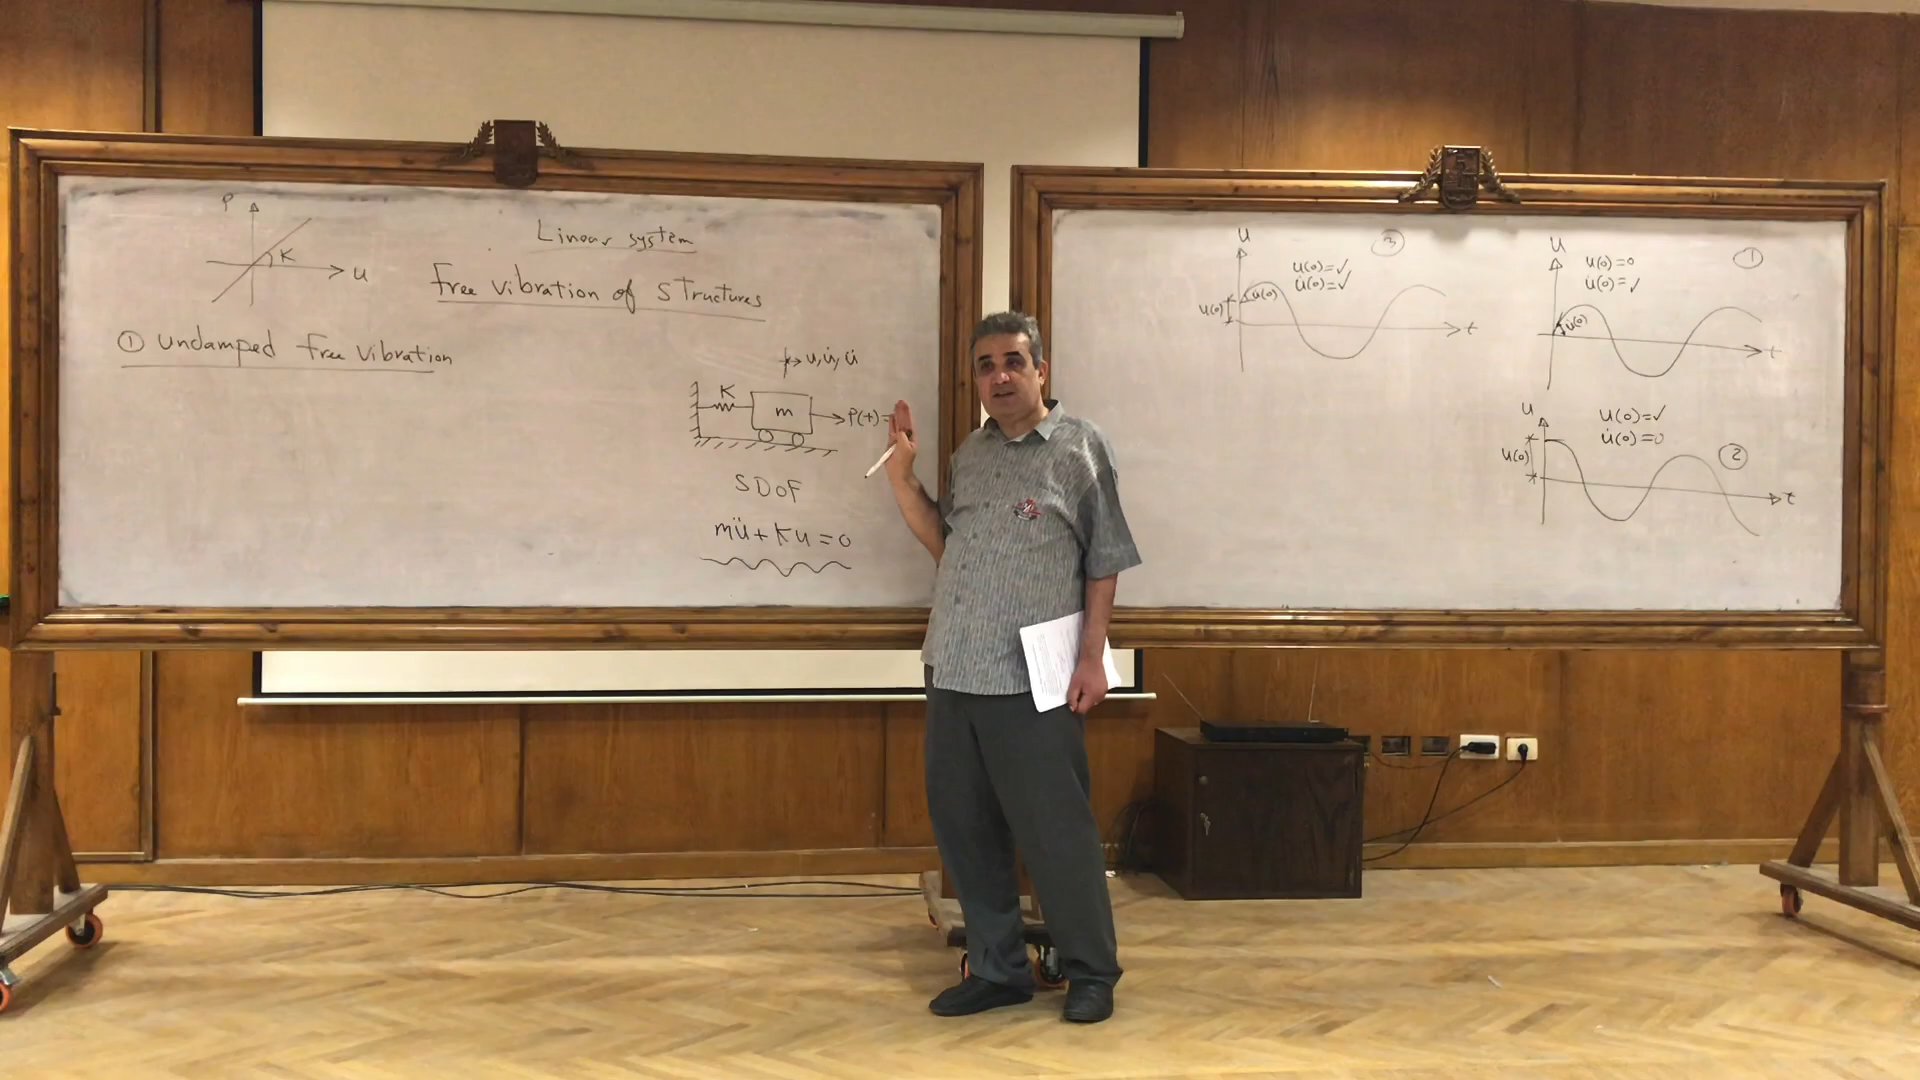 P
K
u
Linear system
Free vibration of structures
① undamped free vibration
u, u̇, ü
K
m
P(t)=
SDoF
mü + Ku = 0
u
③
u(0)=✓
u̇(0)=✓
u̇(0)
u(0)
t
u
①
u(0)=0
u̇(0)=✓
u̇(0)
t
u
u(0)=✓
u̇(0)=0
②
u(0)
t